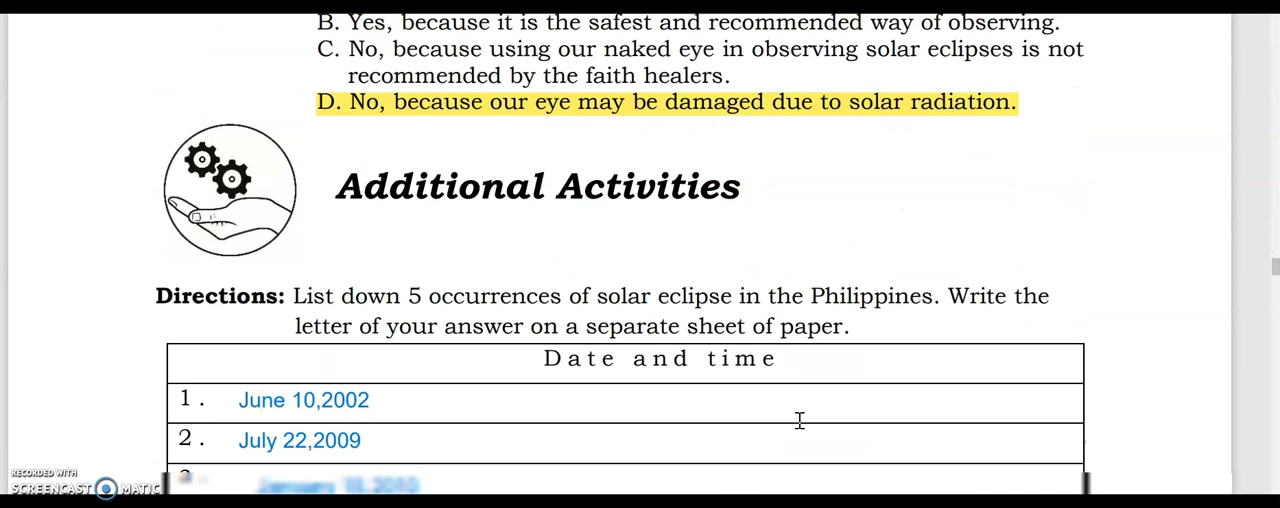 B. Yes, because it is the safest and recommended way of observing.
C. No, because using our naked eye in observing solar eclipses is not
recommended by the faith healers.
D. No, because our eye may be damaged due to solar radiation.
Additional Activities
Directions: List down 5 occurrences of solar eclipse in the Philippines. Write the
letter of your answer on a separate sheet of paper.
Date and time
1. June 10,2002
2. July 22,2009
RECORDED WITH
SCREENCAST MATIC